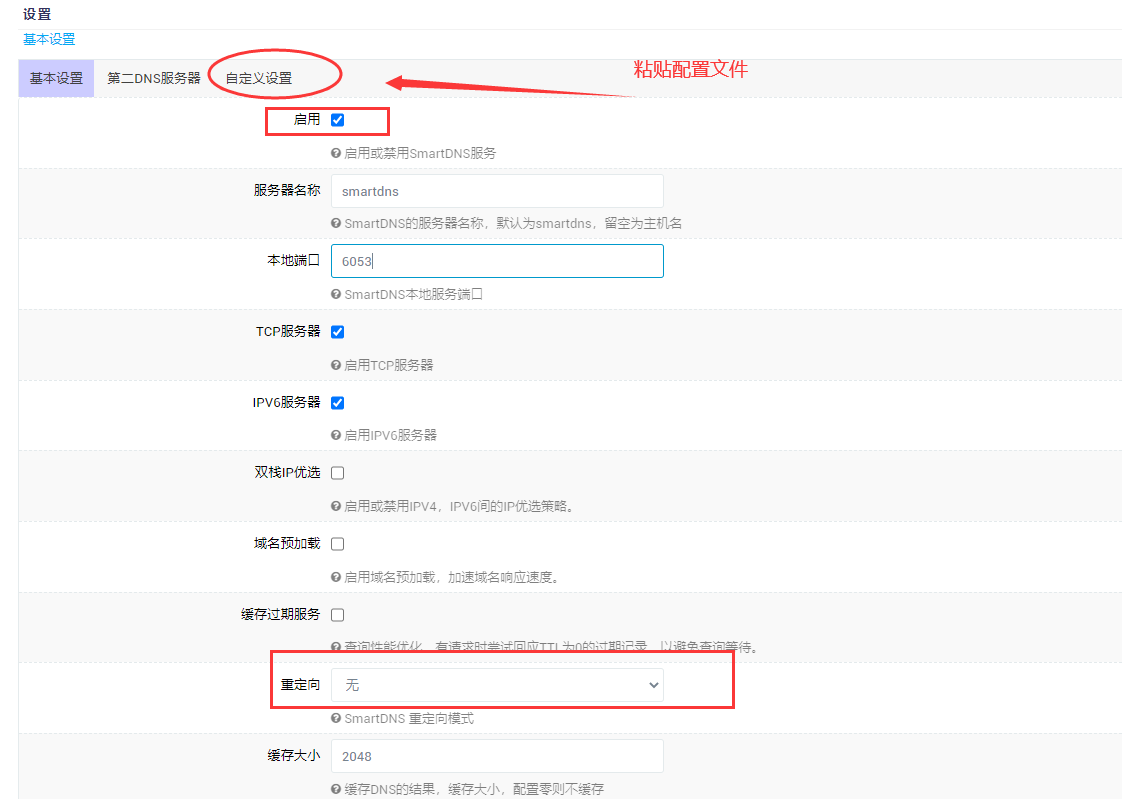 设置
基本设置
基本设置 第二DNS服务器 自定义设置
粘贴配置文件
启用
启用或禁用SmartDNS服务
服务器名称 smartdns
SmartDNS的服务器名称，默认为smartdns，留空为主机名
本地端口 6053
SmartDNS本地服务端口
TCP服务器
启用TCP服务器
IPV6服务器
启用IPV6服务器
双栈IP优选
启用或禁用IPV4，IPV6间的IP优选策略。
域名预加载
启用域名预加载，加速域名响应速度。
缓存过期服务
查询性能优化，有请求时尝试回应TTL为0的过期记录，以避免查询等待。
重定向 无
SmartDNS 重定向模式
缓存大小 2048
缓存DNS的结果，缓存大小，配置零则不缓存